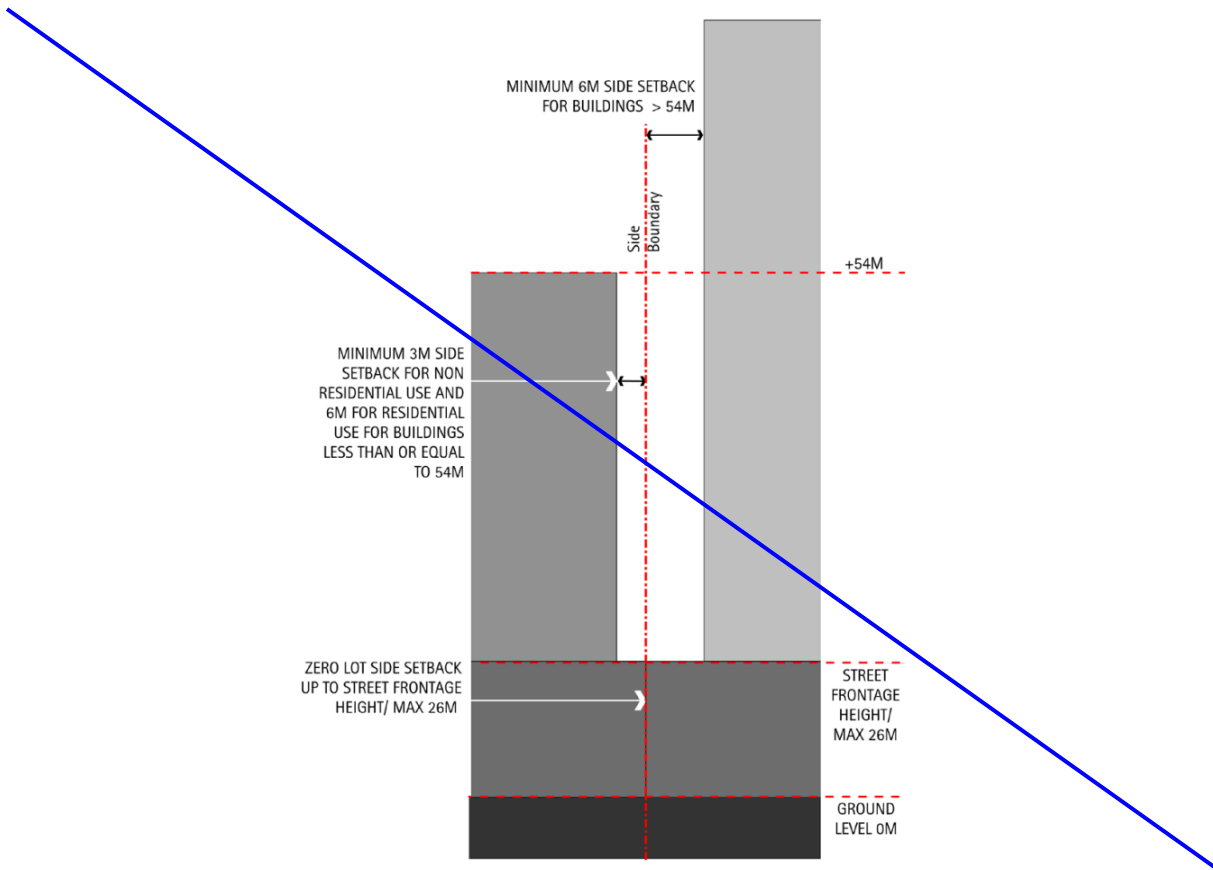 MINIMUM 6M SIDE SETBACK
FOR BUILDINGS > 54M
Side
Boundary
+54M
MINIMUM 3M SIDE
SETBACK FOR NON
RESIDENTIAL USE AND
6M FOR RESIDENTIAL
USE FOR BUILDINGS
LESS THAN OR EQUAL
TO 54M
ZERO LOT SIDE SETBACK
UP TO STREET FRONTAGE
HEIGHT/ MAX 26M
STREET
FRONTAGE
HEIGHT/
MAX 26M
GROUND
LEVEL 0M